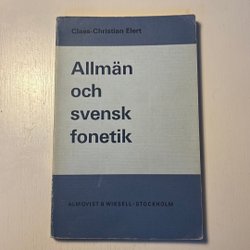 Claes-Christian Elert
Allmän
och
svensk
fonetik
ALMQVIST & WIKSELL · STOCKHOLM